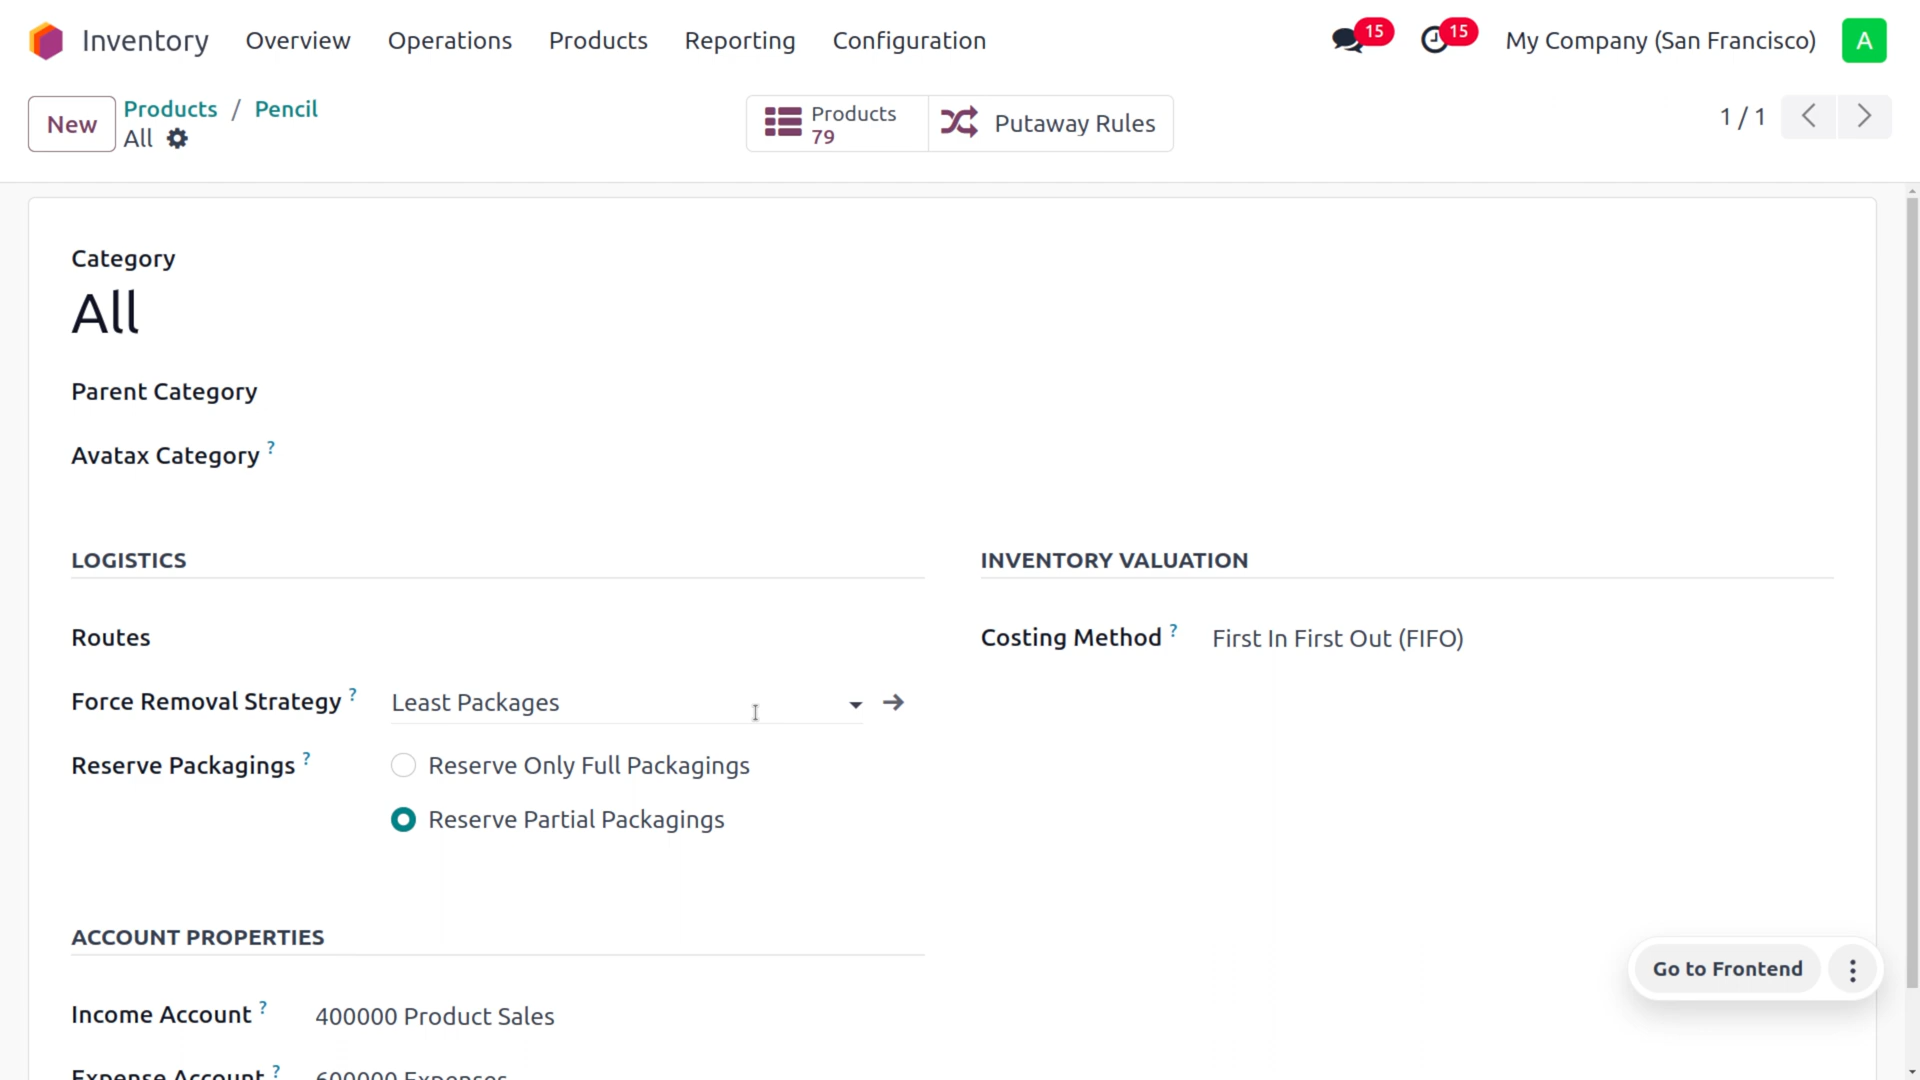 Inventory Overview Operations Products Reporting Configuration 15 15 My Company (San Francisco) A
New Products / Pencil
All
Products 79
Putaway Rules
1 / 1
Category
All
Parent Category
Avatax Category ?
LOGISTICS
Routes
Force Removal Strategy ? Least Packages
Reserve Packagings ? Reserve Only Full Packagings
Reserve Partial Packagings
INVENTORY VALUATION
Costing Method ? First In First Out (FIFO)
ACCOUNT PROPERTIES
Income Account ? 400000 Product Sales
Expense Account ? 600000 Expenses
Go to Frontend